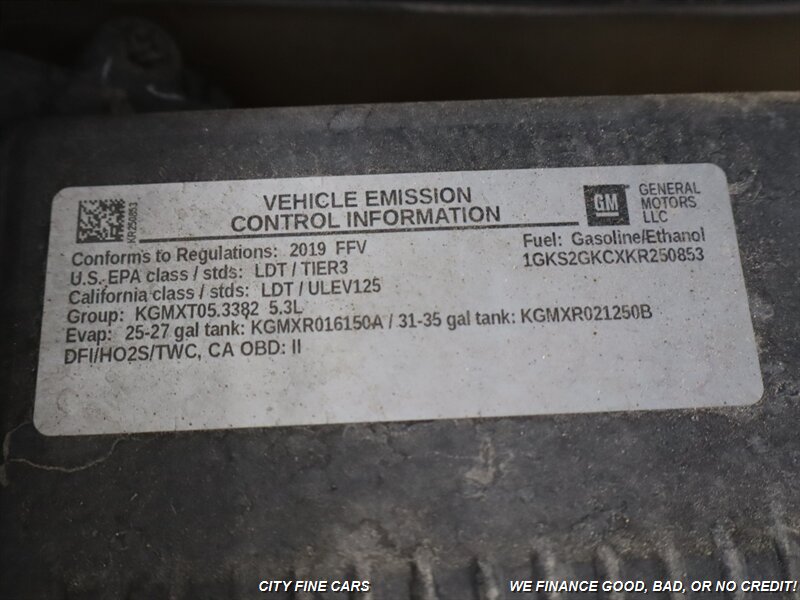 VEHICLE EMISSION
CONTROL INFORMATION
KR250853
GM
GENERAL
MOTORS
LLC
Conforms to Regulations: 2019 FFV
Fuel: Gasoline/Ethanol
U.S. EPA class / stds: LDT / TIER3
1GKS2GKCXKR250853
California class / stds: LDT / ULEV125
Group: KGMXT05.3382 5.3L
Evap: 25-27 gal tank: KGMXR016150A / 31-35 gal tank: KGMXR021250B
DFI/HO2S/TWC, CA OBD: II
CITY FINE CARS
WE FINANCE GOOD, BAD, OR NO CREDIT!